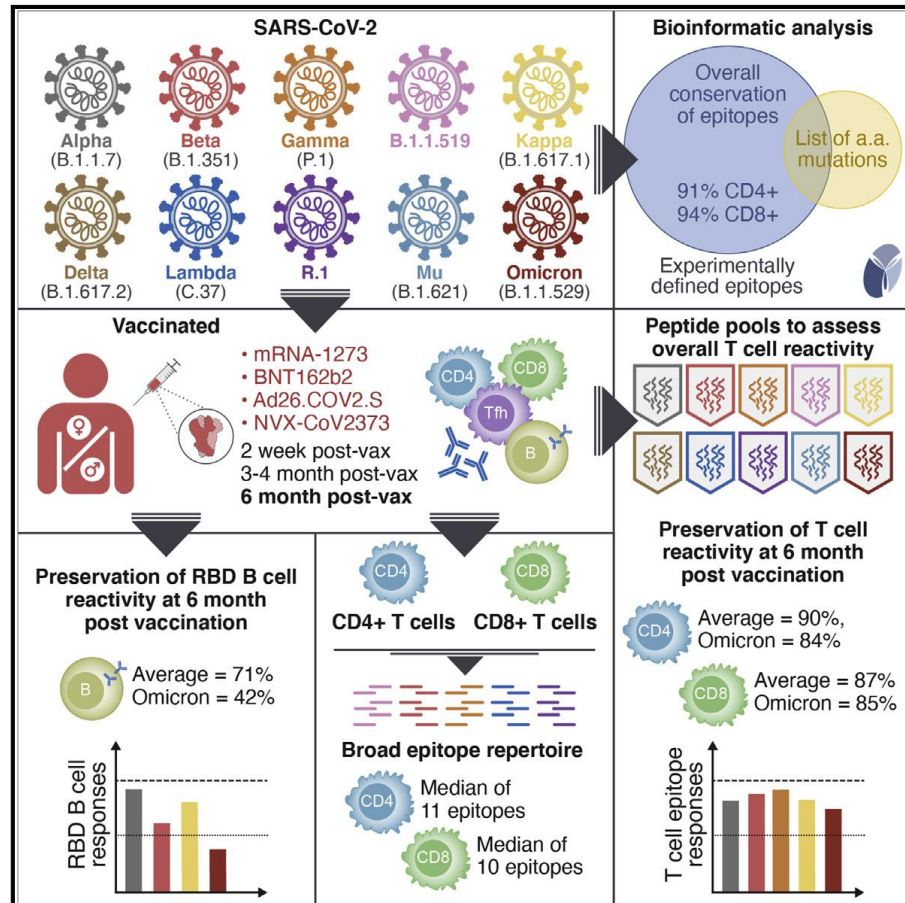 SARS-CoV-2
Alpha
(B.1.1.7)
Beta
(B.1.351)
Gamma
(P.1)
B.1.1.519
Kappa
(B.1.617.1)
Delta
(B.1.617.2)
Lambda
(C.37)
R.1
Mu
(B.1.621)
Omicron
(B.1.1.529)
Bioinformatic analysis
Overall
conservation
of epitopes
91% CD4+
94% CD8+
List of a.a.
mutations
Experimentally
defined epitopes
Vaccinated
• mRNA-1273
• BNT162b2
• Ad26.COV2.S
• NVX-CoV2373
2 week post-vax
3-4 month post-vax
6 month post-vax
CD4
CD8
Tfh
B
Peptide pools to assess
overall T cell reactivity
Preservation of RBD B cell
reactivity at 6 month
post vaccination
B
Average = 71%
Omicron = 42%
RBD B cell
responses
CD4
CD8
CD4+ T cells
CD8+ T cells
Broad epitope repertoire
CD4
Median of
11 epitopes
CD8
Median of
10 epitopes
Preservation of T cell
reactivity at 6 month
post vaccination
CD4
Average = 90%,
Omicron = 84%
CD8
Average = 87%
Omicron = 85%
T cell epitope
responses